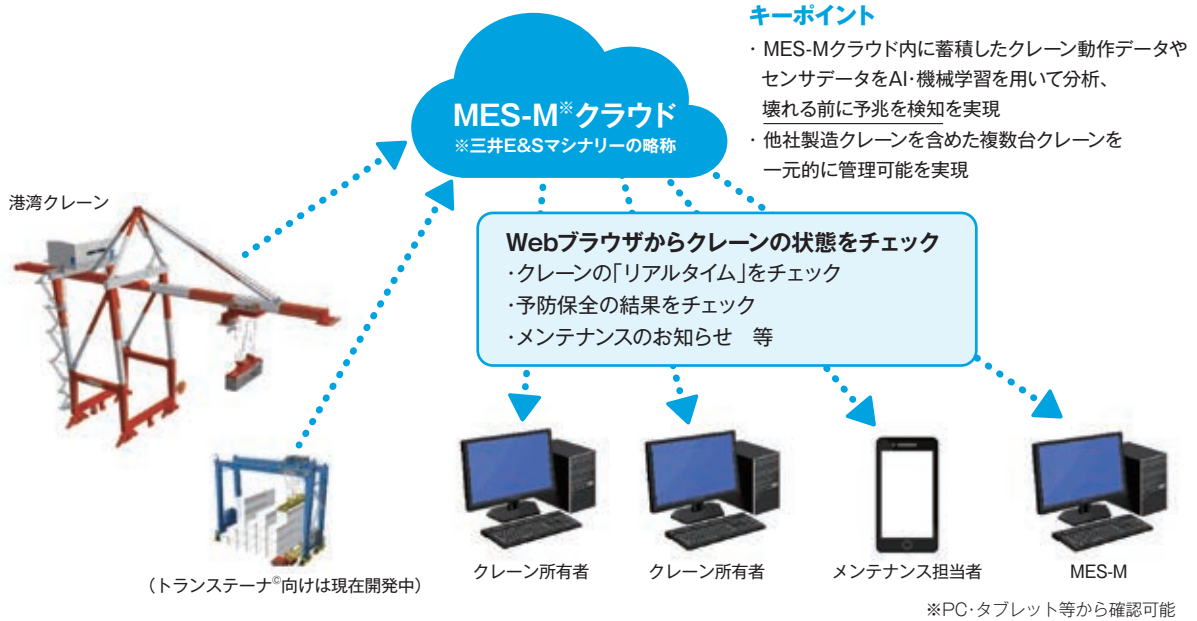 キーポイント
・MES-Mクラウド内に蓄積したクレーン動作データや
センサデータをAI・機械学習を用いて分析、
壊れる前に予兆を検知を実現
・他社製造クレーンを含めた複数台クレーンを
一元的に管理可能を実現
MES-M※クラウド
※三井E&Sマシナリーの略称
港湾クレーン
Webブラウザからクレーンの状態をチェック
・クレーンの「リアルタイム」をチェック
・予防保全の結果をチェック
・メンテナンスのお知らせ　等
（トランステーナ©向けは現在開発中）
クレーン所有者
クレーン所有者
メンテナンス担当者
MES-M
※PC・タブレット等から確認可能